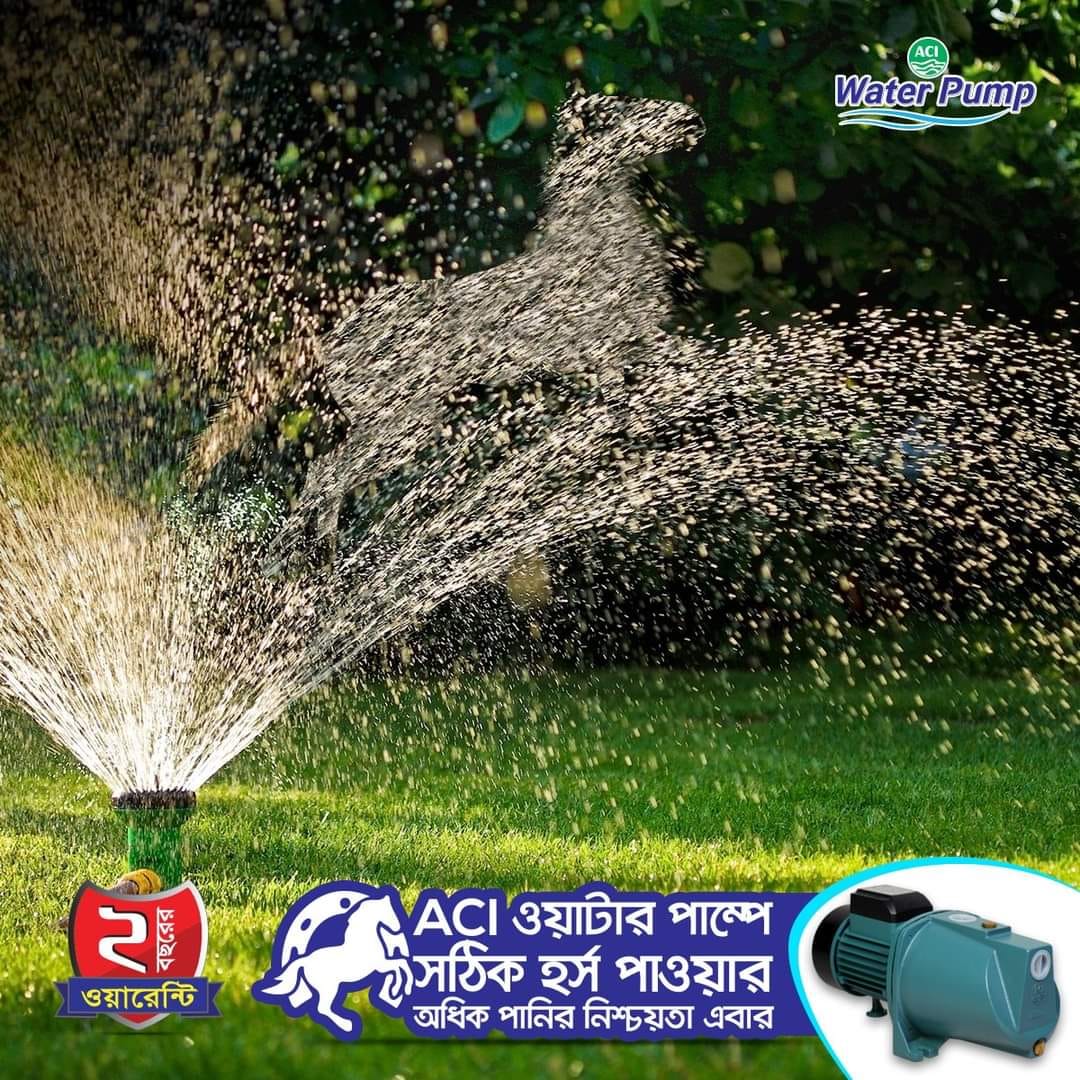 ACI
Water Pump
২
বছরের
ওয়ারেন্টি
ACI ওয়াটার পাম্পে
সঠিক হর্স পাওয়ার
অধিক পানির নিশ্চয়তা এবার